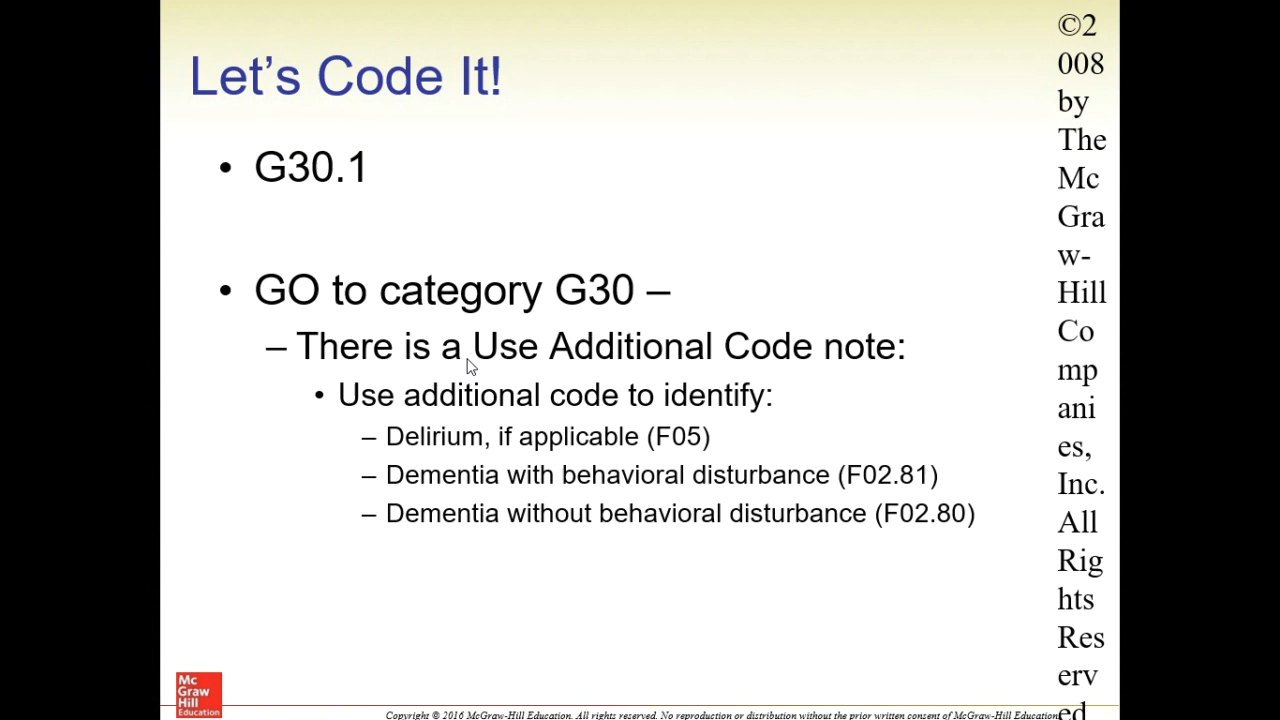 Let's Code It!
• G30.1
• GO to category G30 –
– There is a Use Additional Code note:
• Use additional code to identify:
– Delirium, if applicable (F05)
– Dementia with behavioral disturbance (F02.81)
– Dementia without behavioral disturbance (F02.80)
©2
008
by
The
Mc
Gra
w-
Hill
Co
mp
ani
es,
Inc.
All
Rig
hts
Res
erv
ed
Mc
Graw
Hill
Education
Copyright © 2016 McGraw-Hill Education. All rights reserved. No reproduction or distribution without the prior written consent of McGraw-Hill Education.